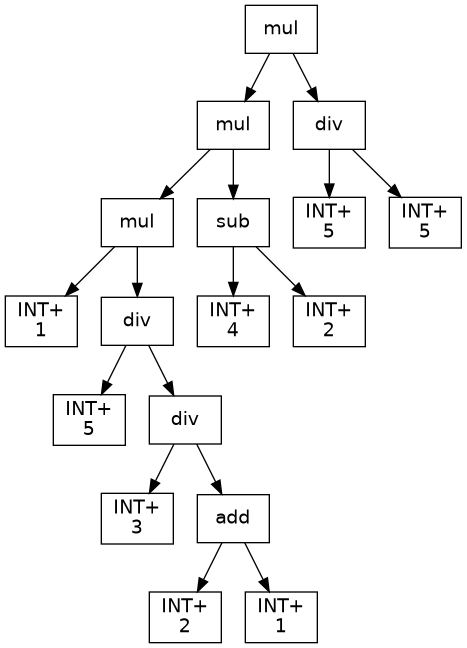 mul
mul
div
mul
sub
INT+
5
INT+
5
INT+
1
div
INT+
4
INT+
2
INT+
5
div
INT+
3
add
INT+
2
INT+
1